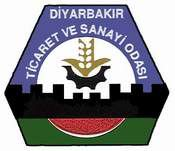 DİYARBAKIR
TİCARET VE SANAYİ ODASI